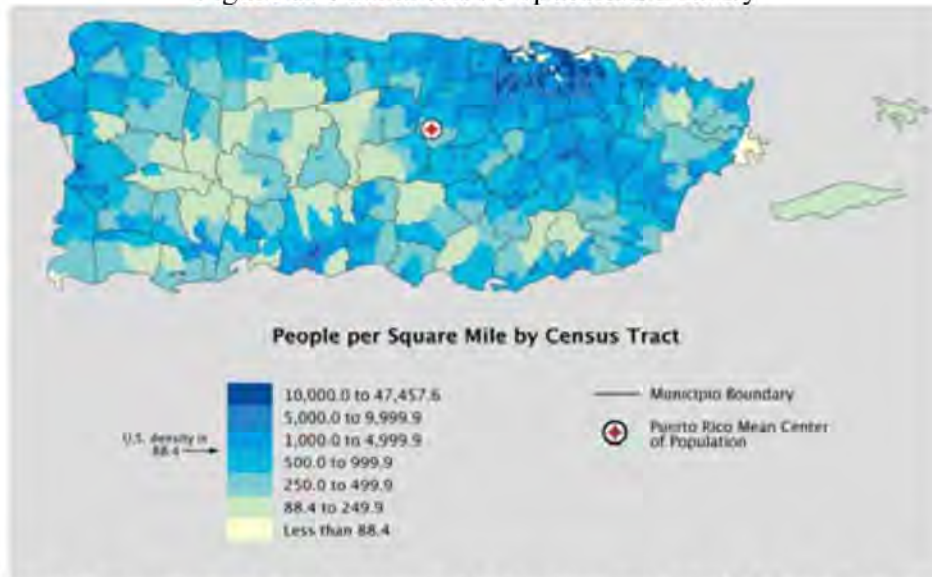 People per Square Mile by Census Tract
10,000.0 to 47,457.6
5,000.0 to 9,999.9
1,000.0 to 4,999.9
500.0 to 999.9
250.0 to 499.9
88.4 to 249.9
Less than 88.4
U.S. density is
88.4
Municipio Boundary
Puerto Rico Mean Center
of Population